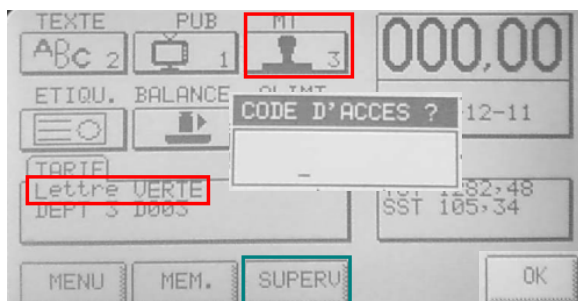 TEXTE PUB MT
ABC 2 1 3
000,00
ETIQU. BALANCE
CODE D'ACCES ?
12-11
TARIF
Lettre VERTE
DEPT 3 D003
1282,48
SST 105,34
MENU MEM. SUPERV OK